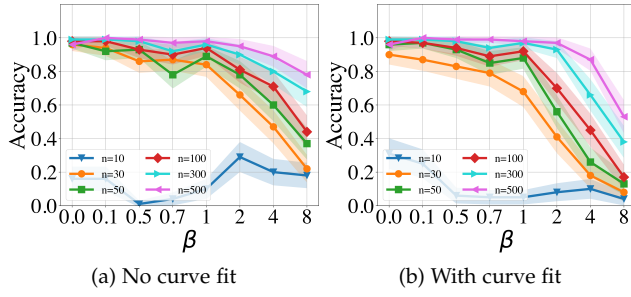 1.0
0.8
0.6
0.4
0.2
0.0
Accuracy
n=10
n=30
n=50
n=100
n=300
n=500
0.0 0.1 0.5 0.7 1 2 4 8
β
(a) No curve fit
1.0
0.8
0.6
0.4
0.2
0.0
Accuracy
n=10
n=30
n=50
n=100
n=300
n=500
0.0 0.1 0.5 0.7 1 2 4 8
β
(b) With curve fit